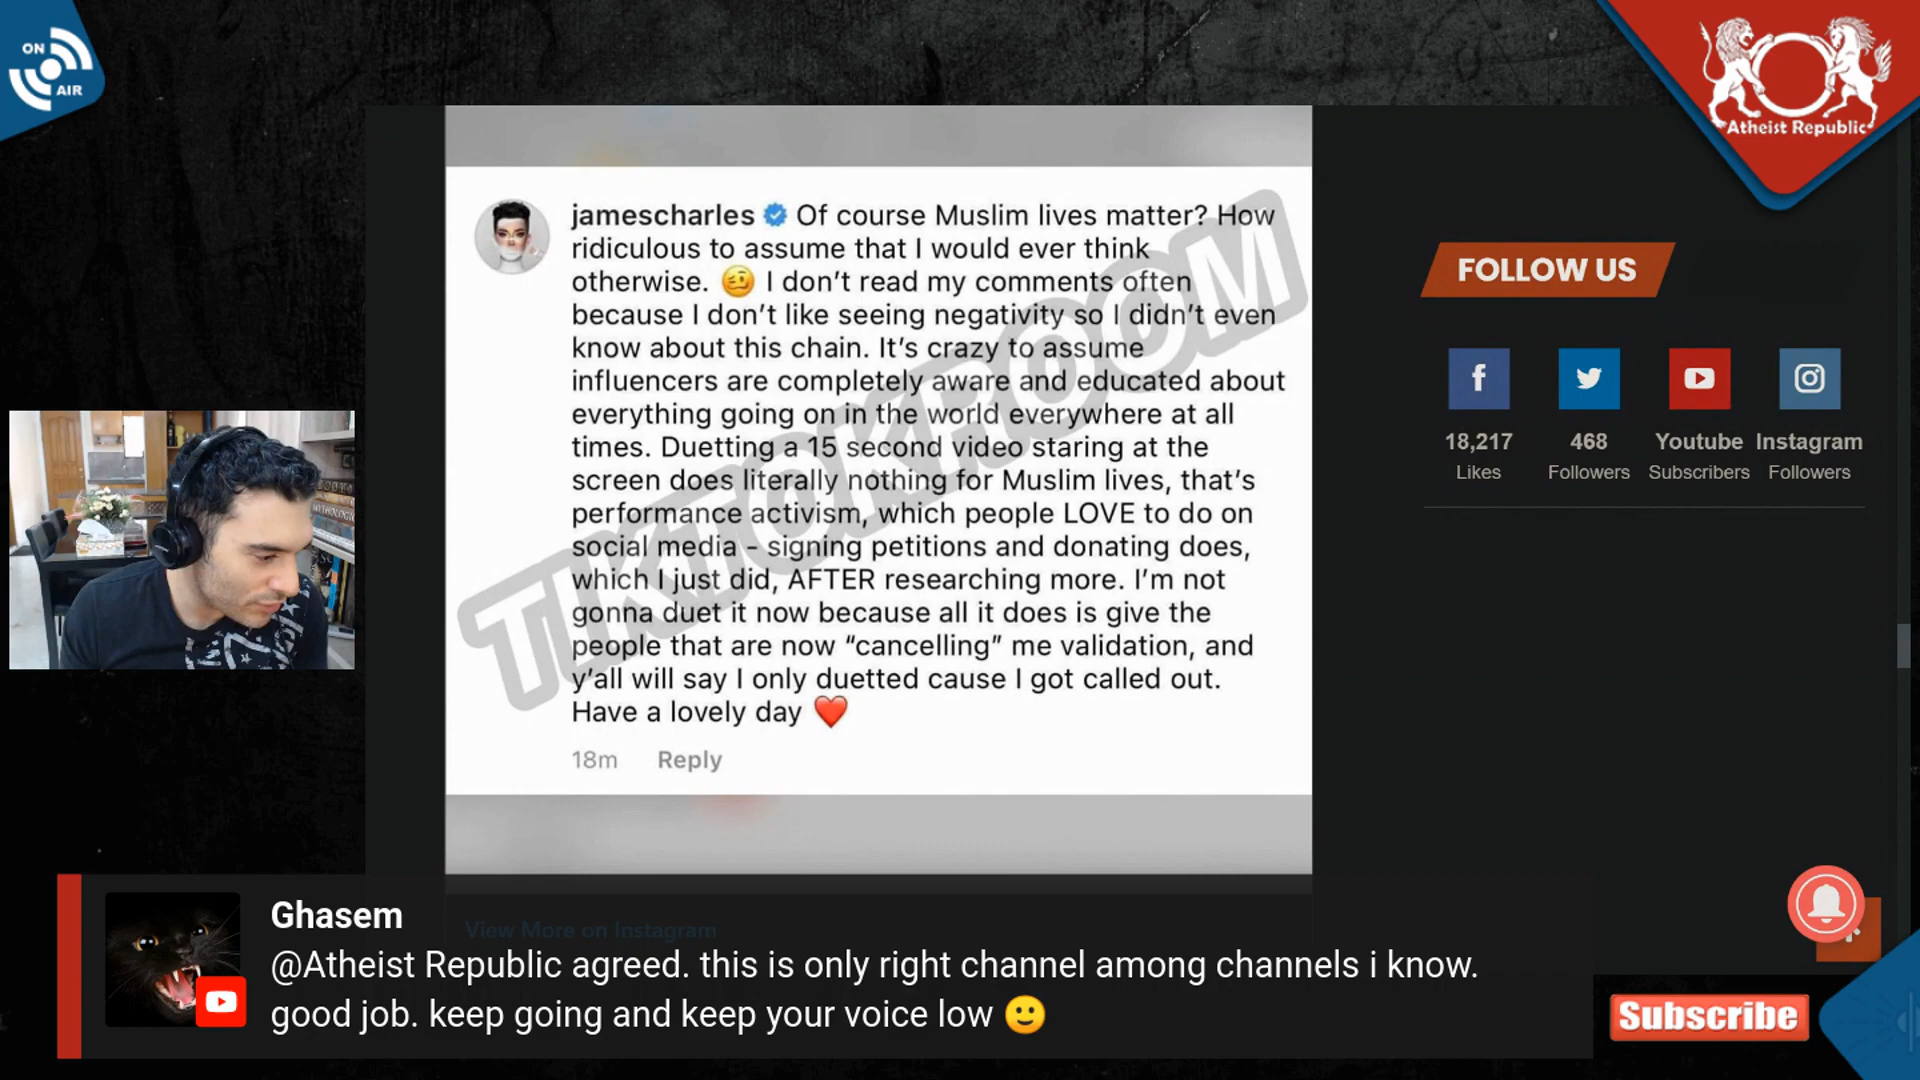 ON
AIR
Atheist Republic
jamescharles Of course Muslim lives matter? How
ridiculous to assume that I would ever think
otherwise. 🥴 I don't read my comments often
because I don't like seeing negativity so I didn't even
know about this chain. It's crazy to assume
influencers are completely aware and educated about
everything going on in the world everywhere at all
times. Duetting a 15 second video staring at the
screen does literally nothing for Muslim lives, that's
performance activism, which people LOVE to do on
social media - signing petitions and donating does,
which I just did, AFTER researching more. I'm not
gonna duet it now because all it does is give the
people that are now “cancelling” me validation, and
y'all will say I only duetted cause I got called out.
Have a lovely day ❤️
18m Reply
TIKTOKROOM
FOLLOW US
18,217 468 Youtube Instagram
Likes Followers Subscribers Followers
View More on Instagram
Ghasem
@Atheist Republic agreed. this is only right channel among channels i know.
good job. keep going and keep your voice low 🙂
Subscribe